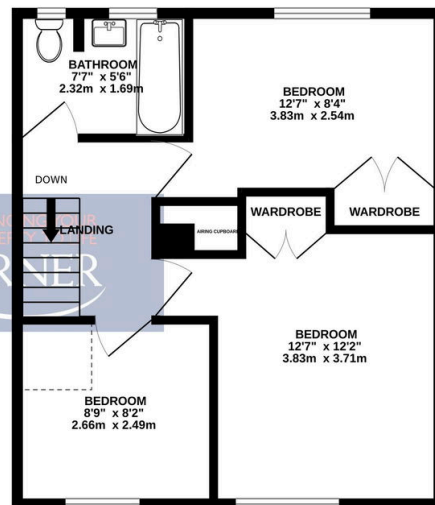 BATHROOM
7'7" x 5'6"
2.32m x 1.69m
BEDROOM
12'7" x 8'4"
3.83m x 2.54m
DOWN
LANDING
AIRING CUPBOARD
WARDROBE
WARDROBE
BEDROOM
12'7" x 12'2"
3.83m x 3.71m
BEDROOM
8'9" x 8'2"
2.66m x 2.49m